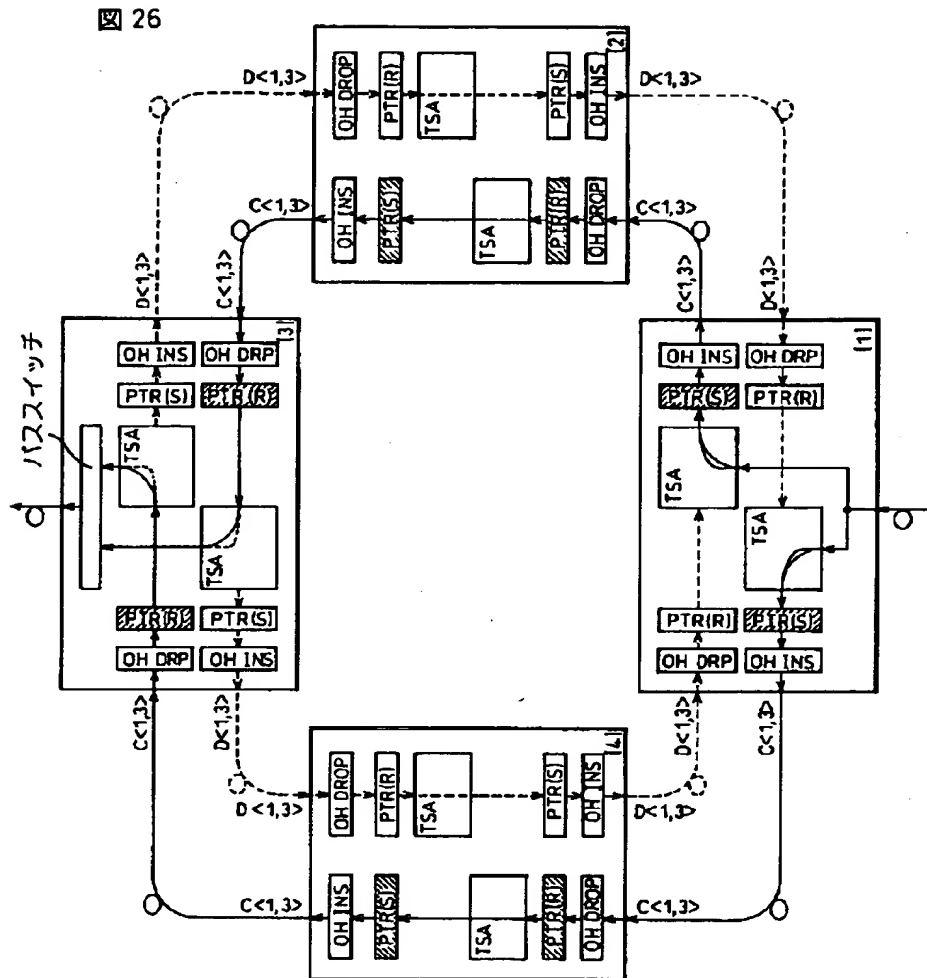 図 26
[2]
D<1,3>
OH DROP
PTR(R)
TSA
PTR(S)
OH INS
D<1,3>
C<1,3>
OH INS
PTR(S)
TSA
PTR(R)
OH DROP
C<1,3>
D<1,3>
C<1,3>
C<1,3>
D<1,3>
[3]
OH INS
OH DRP
PTR(S)
PTR(R)
パススイッチ
TSA
TSA
PTR(R)
PTR(S)
OH DRP
OH INS
[1]
OH INS
OH DRP
PTR(S)
PTR(R)
TSA
TSA
PTR(R)
PTR(S)
OH DRP
OH INS
C<1,3>
D<1,3>
D<1,3>
C<1,3>
[4]
D<1,3>
OH DROP
PTR(R)
TSA
PTR(S)
OH INS
D<1,3>
C<1,3>
OH INS
PTR(S)
TSA
PTR(R)
OH DROP
C<1,3>